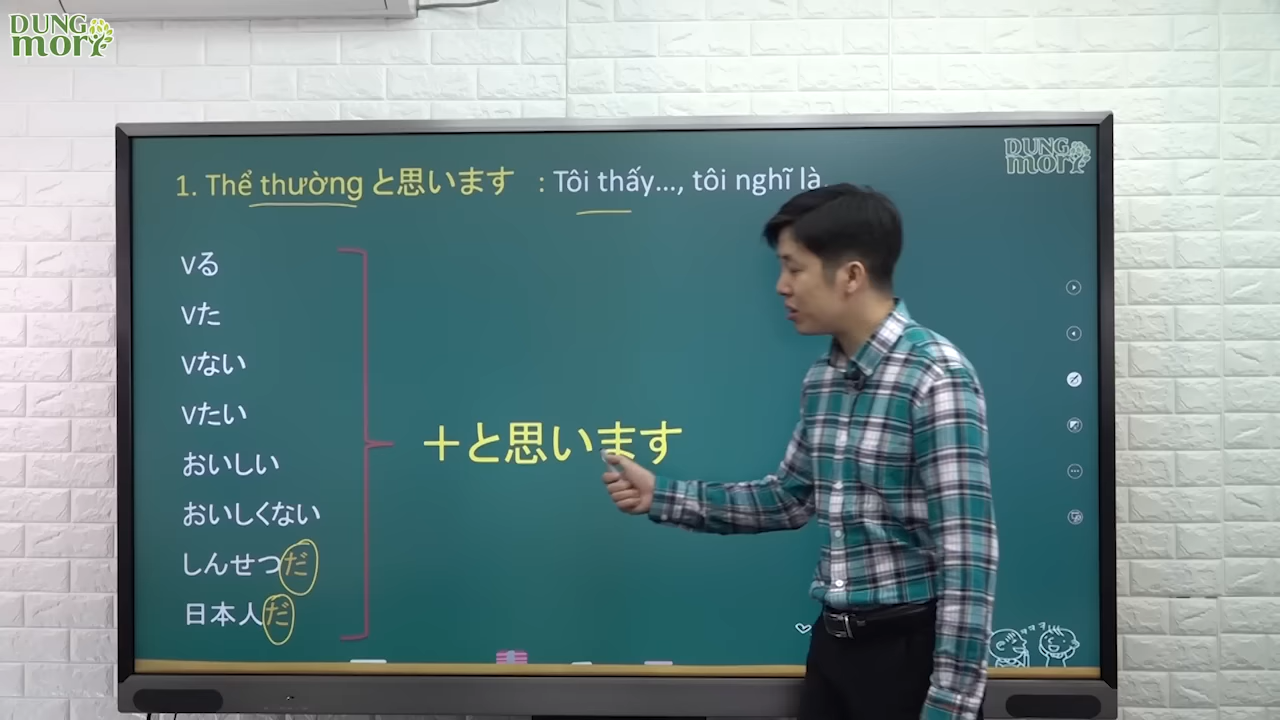 DUNG
mori
DUNG
mori
1. Thể thường と思います : Tôi thấy…, tôi nghĩ là.
Vる
Vた
Vない
Vたい
おいしい
おいしくない
しんせつだ
日本人だ
＋と思います